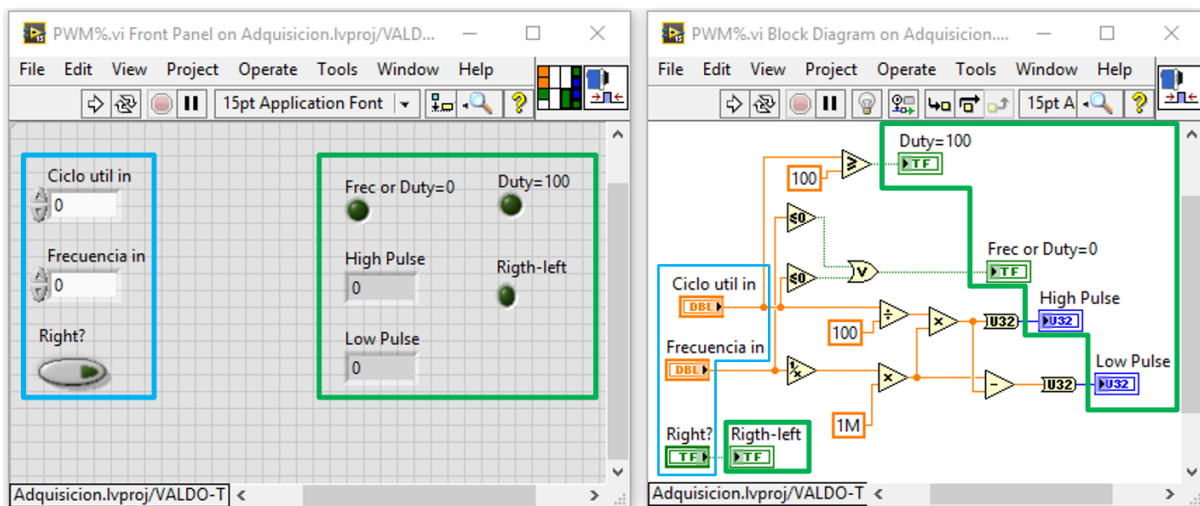 PWM%.vi Front Panel on Adquisicion.lvproj/VALD...
File Edit View Project Operate Tools Window Help
15pt Application Font
Ciclo util in
0
Frecuencia in
0
Right?
Frec or Duty=0
Duty=100
High Pulse
0
Rigth-left
Low Pulse
0
Adquisicion.lvproj/VALDO-T
PWM%.vi Block Diagram on Adquisicion....
File Edit View Project Operate Tools Window Help
15pt A
Duty=100
TF
100
≥
≤0
≤0
V
Frec or Duty=0
TF
Ciclo util in
DBL
÷
100
x
U32
High Pulse
U32
Frecuencia in
DBL
1/x
x
1M
-
U32
Low Pulse
U32
Right?
TF
Rigth-left
TF
Adquisicion.lvproj/VALDO-T